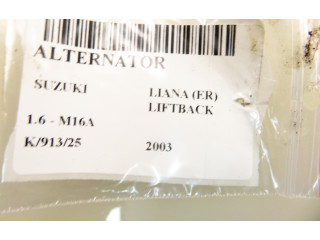 ALTERNATOR
SUZUKI LIANA (ER)
LIFTBACK
1.6 - M16A
K/913/25 2003